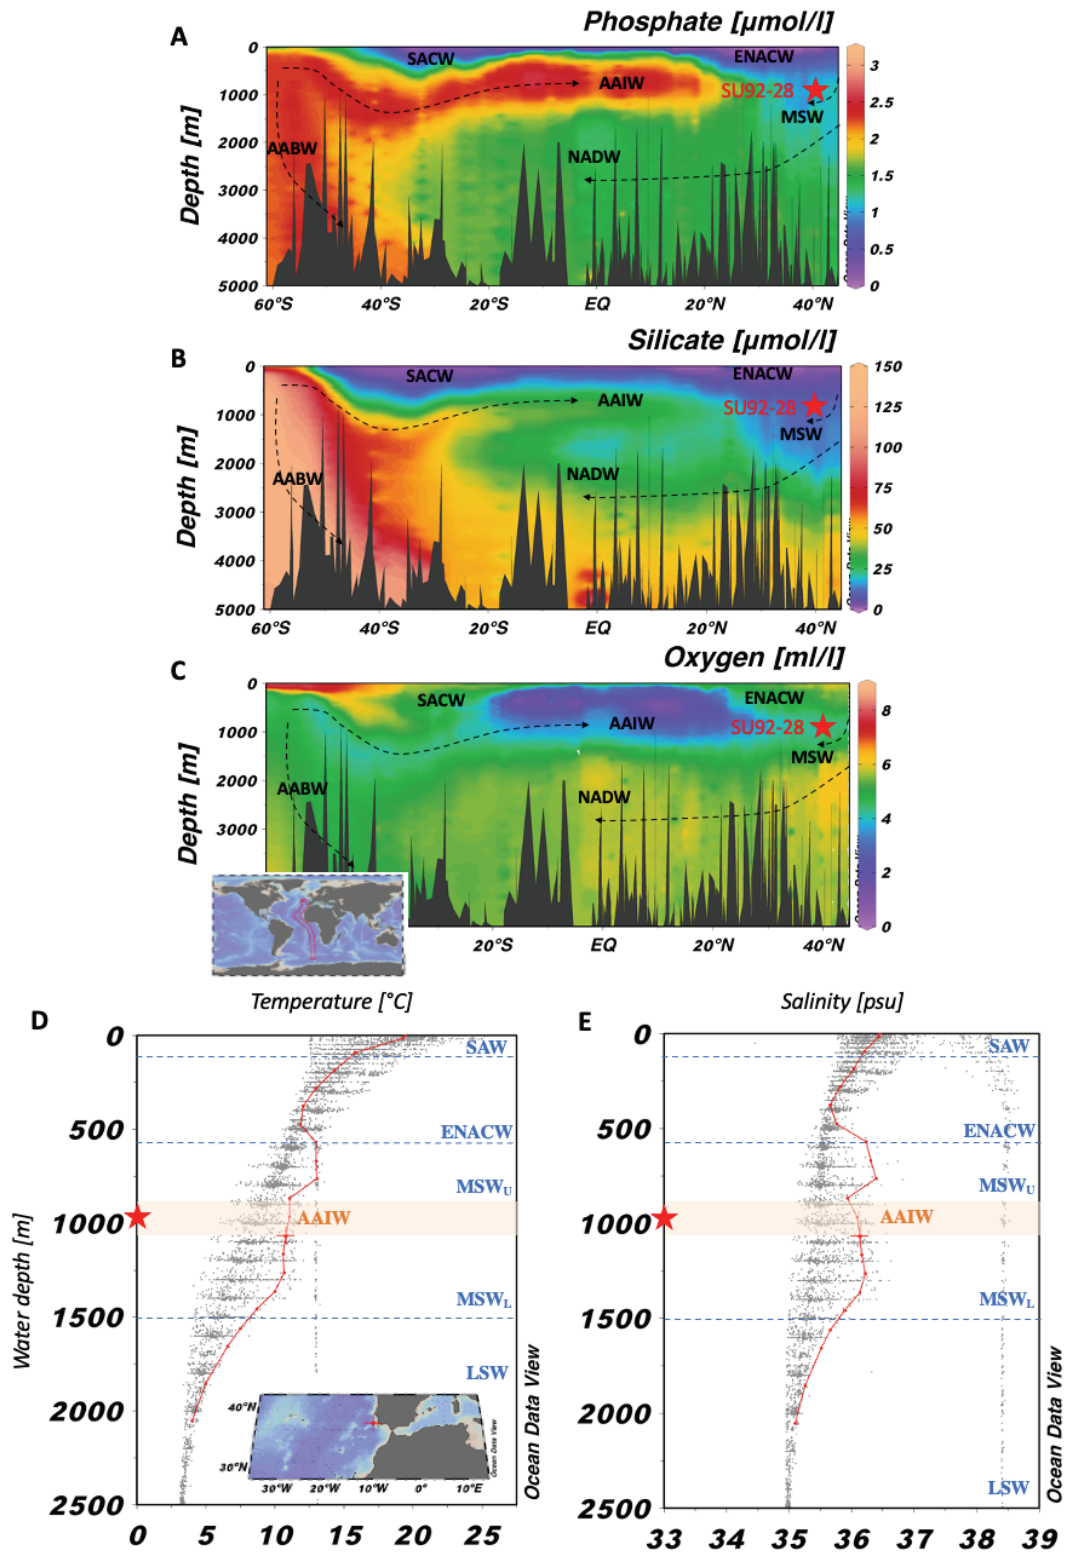 A
Phosphate [µmol/l]
0
1000
2000
3000
4000
5000
Depth [m]
SACW
ENACW
AAIW
SU92-28
MSW
AABW
NADW
60°S
40°S
20°S
EQ
20°N
40°N
3
2.5
2
1.5
1
0.5
0
B
Silicate [µmol/l]
0
1000
2000
3000
4000
5000
Depth [m]
SACW
ENACW
AAIW
SU92-28
MSW
AABW
NADW
60°S
40°S
20°S
EQ
20°N
40°N
150
125
100
75
50
25
0
C
Oxygen [ml/l]
0
1000
2000
3000
Depth [m]
SACW
ENACW
AAIW
SU92-28
MSW
AABW
NADW
20°S
EQ
20°N
40°N
8
6
4
2
0
D
Temperature [°C]
0
500
1000
1500
2000
2500
Water depth [m]
SAW
ENACW
MSWU
AAIW
MSWL
LSW
40°N
30°N
30°W
20°W
10°W
0°
10°E
Ocean Data View
0
5
10
15
20
25
Ocean Data View
E
Salinity [psu]
0
500
1000
1500
2000
2500
SAW
ENACW
MSWU
AAIW
MSWL
LSW
33
34
35
36
37
38
39
Ocean Data View